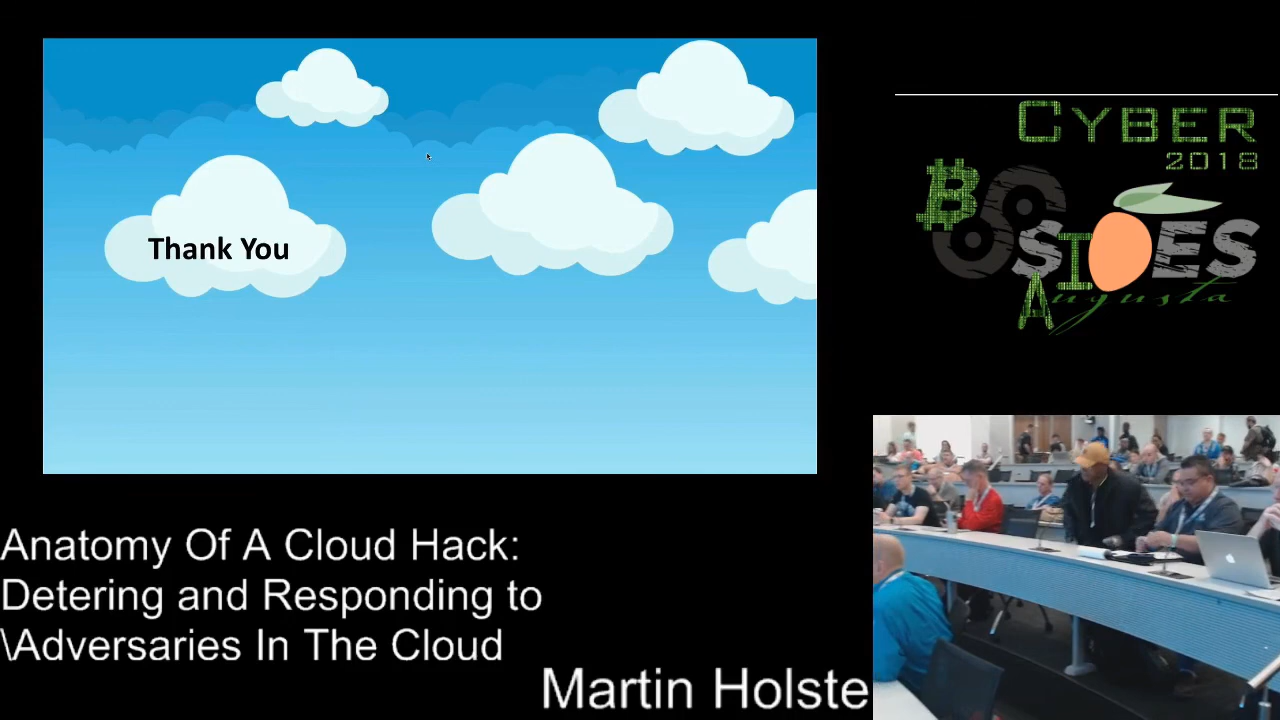 Thank You
CYBER
2018
BSIDES
Augusta
Anatomy Of A Cloud Hack:
Detering and Responding to
\Adversaries In The Cloud
Martin Holste